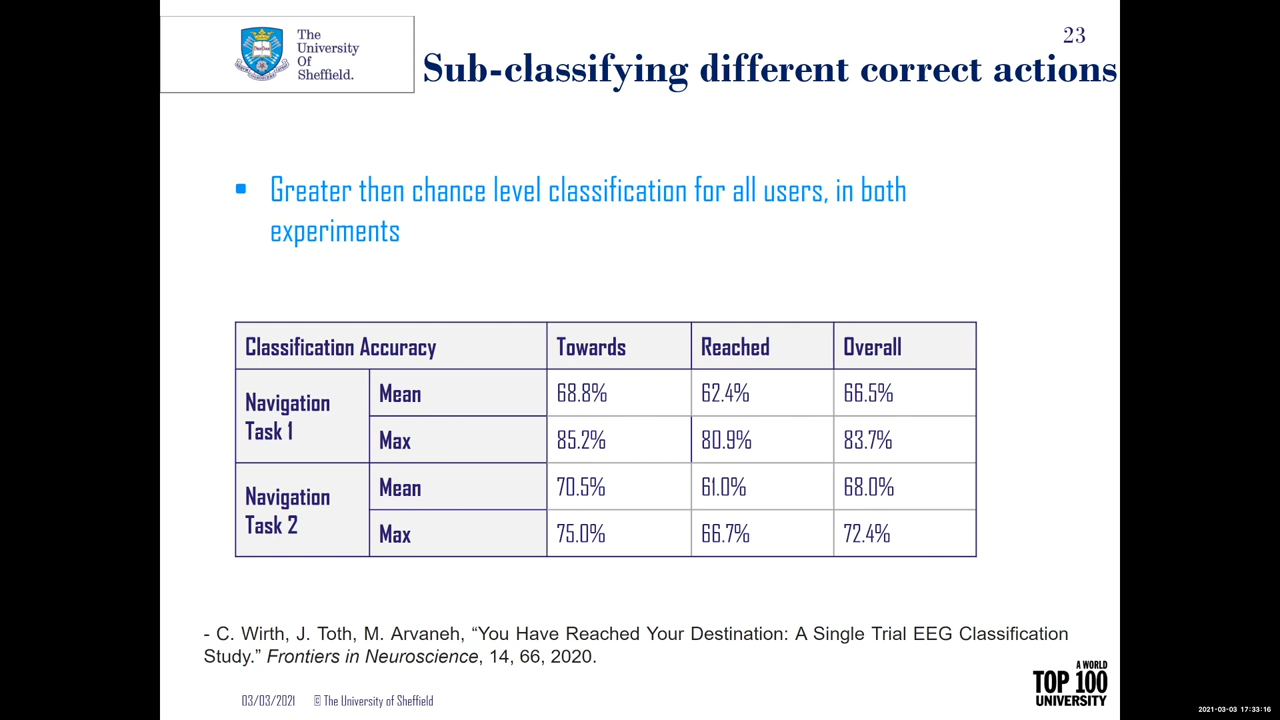 The
University
Of
Sheffield.
23
Sub-classifying different correct actions
Greater then chance level classification for all users, in both
experiments
Classification Accuracy Towards Reached Overall
Navigation Task 1 Mean 68.8% 62.4% 66.5%
Max 85.2% 80.9% 83.7%
Navigation Task 2 Mean 70.5% 61.0% 68.0%
Max 75.0% 66.7% 72.4%
- C. Wirth, J. Toth, M. Arvaneh, “You Have Reached Your Destination: A Single Trial EEG Classification
Study.” Frontiers in Neuroscience, 14, 66, 2020.
03/03/2021 © The University of Sheffield
A WORLD
TOP 100
UNIVERSITY
2021-03-03 17:33:16